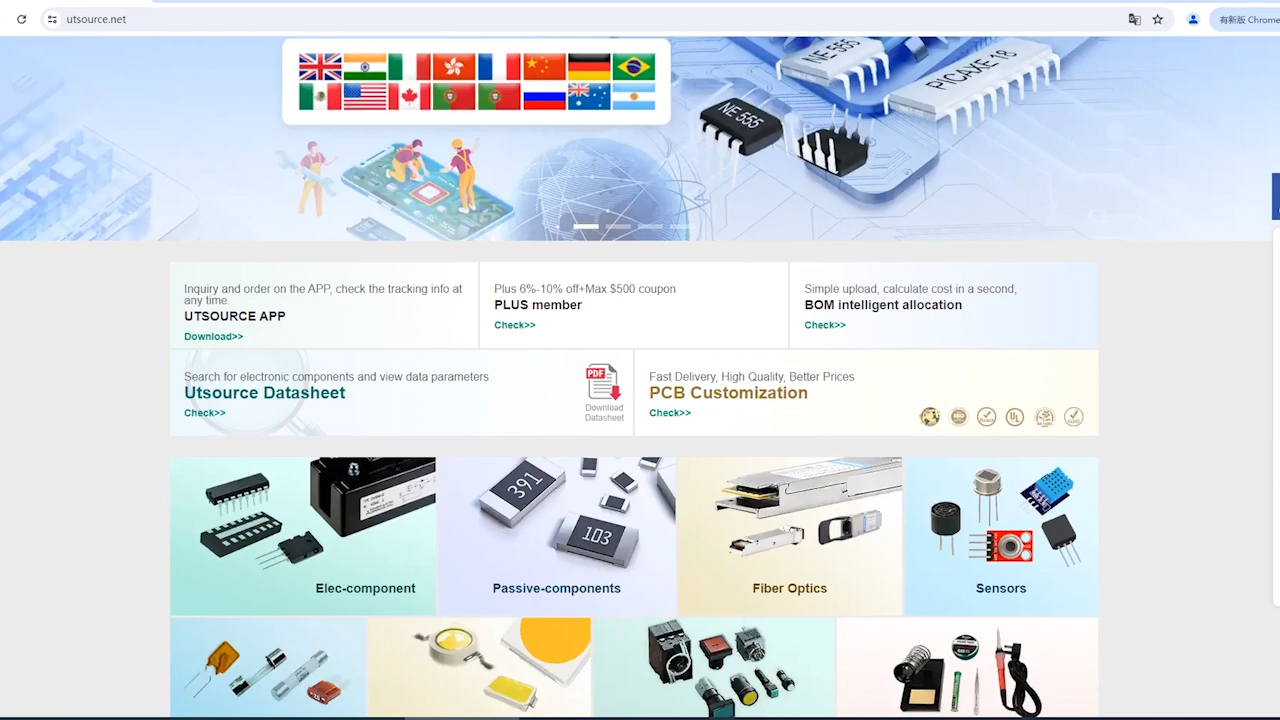 utsource.net
有新版 Chrome
NE 555
PICAXE-18
NE 555
Inquiry and order on the APP, check the tracking info at
any time.
UTSOURCE APP
Download>>
Plus 6%-10% off+Max $500 coupon
PLUS member
Check>>
Simple upload, calculate cost in a second,
BOM intelligent allocation
Check>>
Search for electronic components and view data parameters
Utsource Datasheet
Check>>
PDF
Download
Datasheet
Fast Delivery, High Quality, Better Prices
PCB Customization
Check>>
UL
391
103
Elec-component
Passive-components
Fiber Optics
Sensors